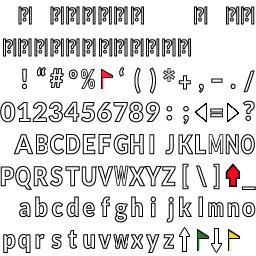 ! “ # ° % ‘ ( ) * + , - . /
0123456789:;<=>?
ABCDEFGHIJKLMNO
PQRSTUVWXYZ[\]_
abcdefghijklmno
pqrstuvwxyz